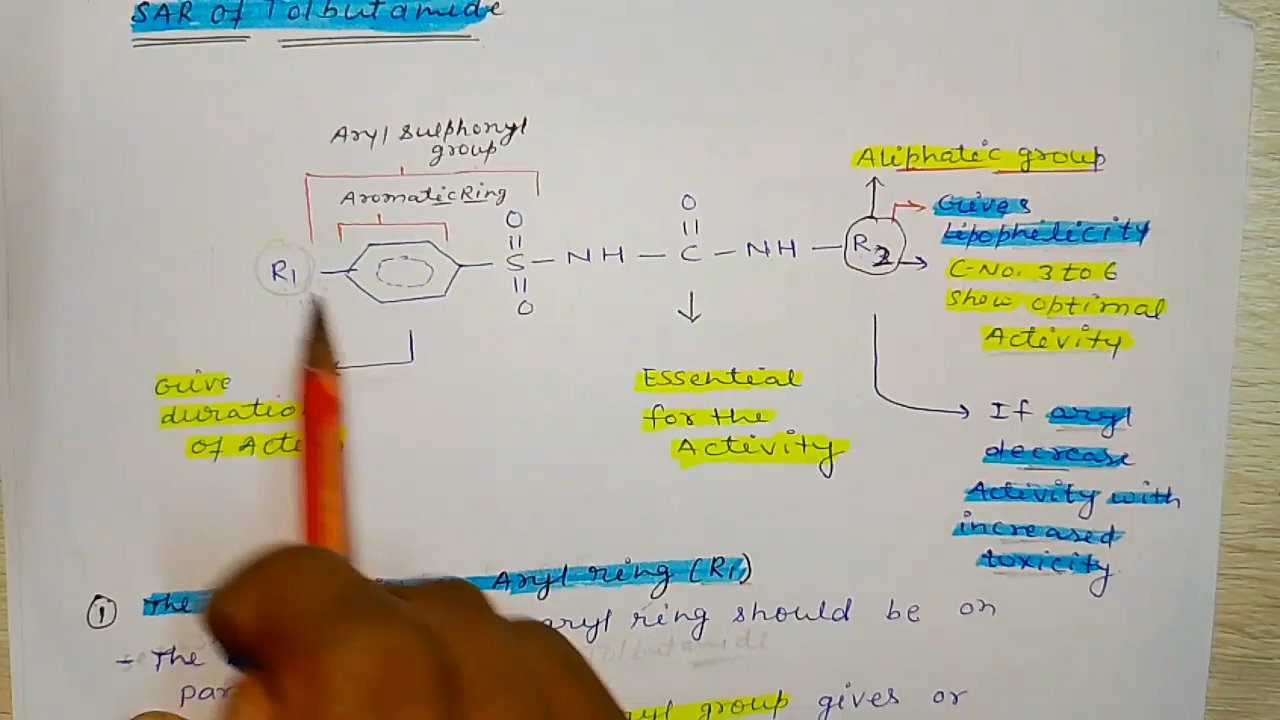 SAR of Tolbutamide
Aryl sulphonyl
group
Aromatic Ring
O
O
R1
S
NH
C
NH
R2
O
Aliphatic group
Gives
Lipophilicity
C-No. 3 to 6
show optimal
Activity
Give
duratio
of Act
Essential
for the
Activity
If aryl
decrease
Activity with
increased
toxicity
① The Aryl ring (R1)
aryl ring should be on
- The Tolbutamide
par
group gives or